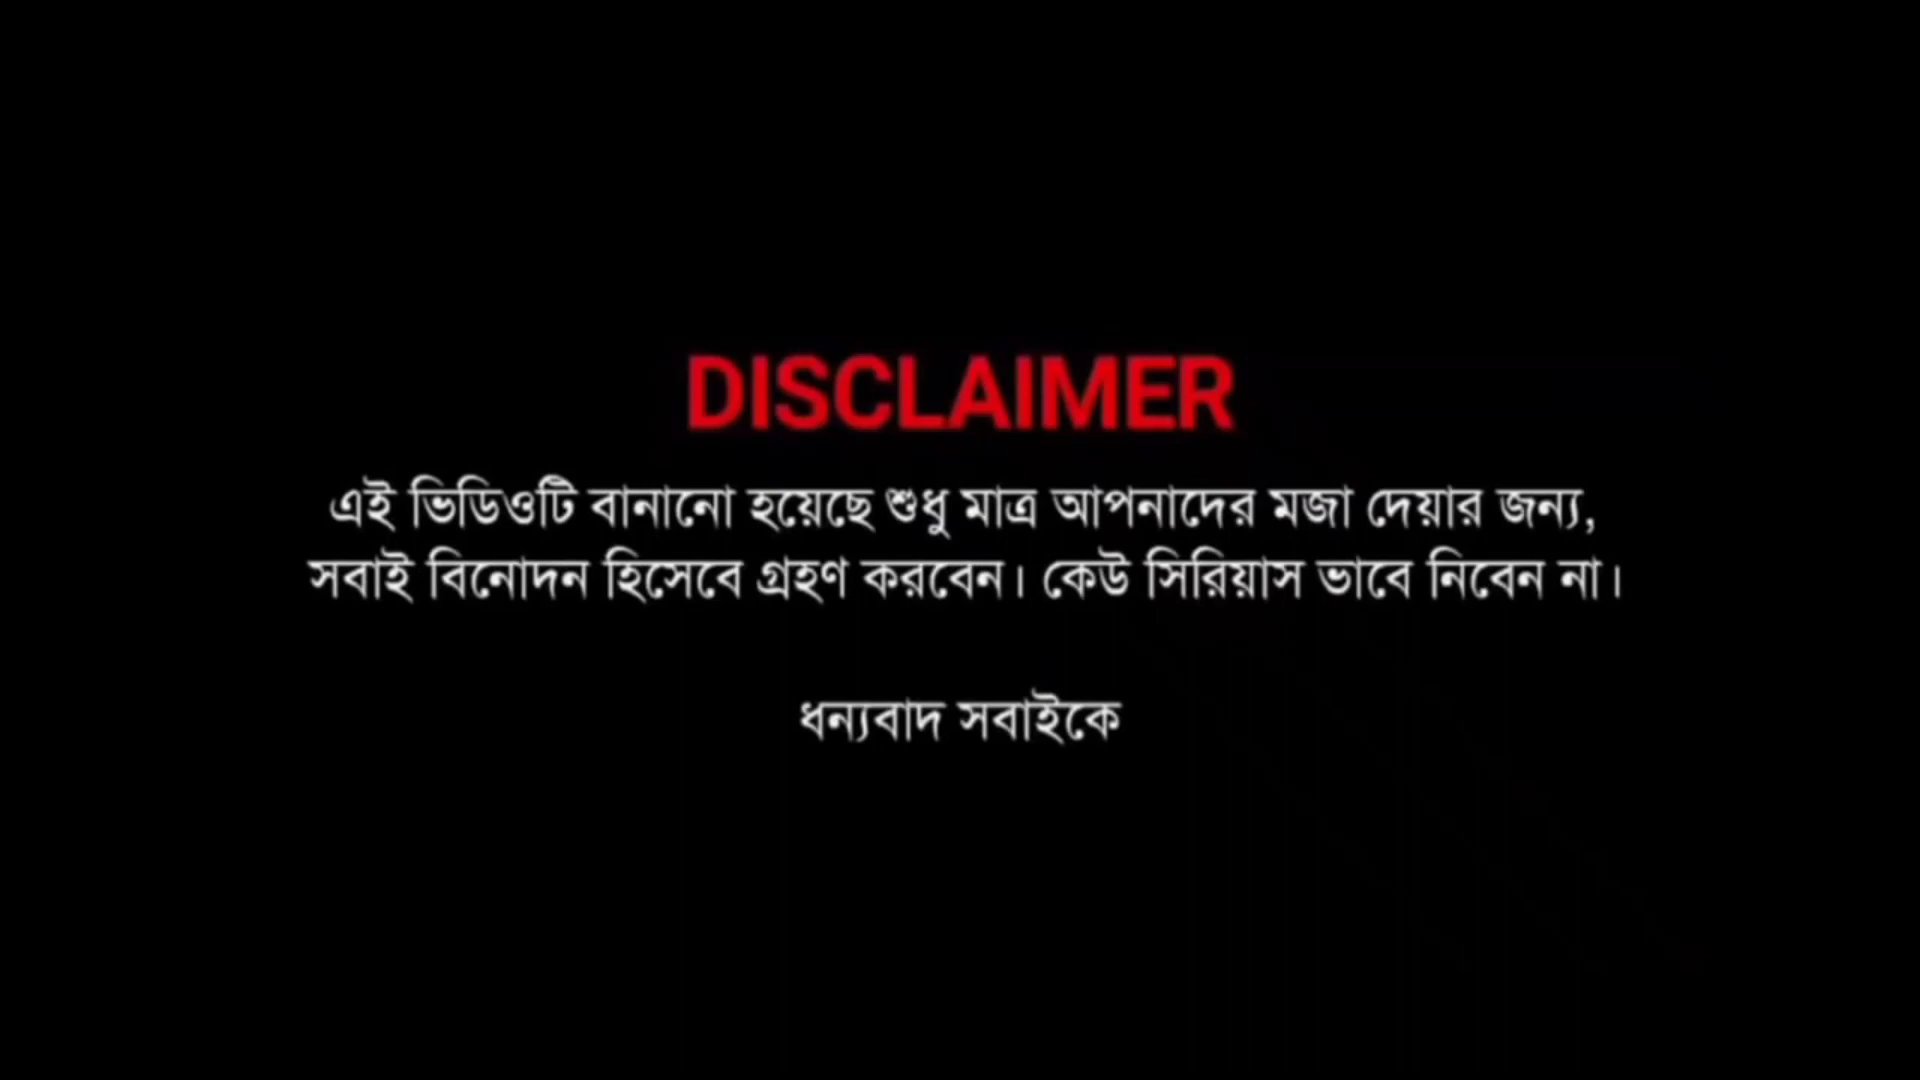 DISCLAIMER
এই ভিডিওটি বানানো হয়েছে শুধু মাত্র আপনাদের মজা দেয়ার জন্য,
সবাই বিনোদন হিসেবে গ্রহণ করবেন। কেউ সিরিয়াস ভাবে নিবেন না।
ধন্যবাদ সবাইকে